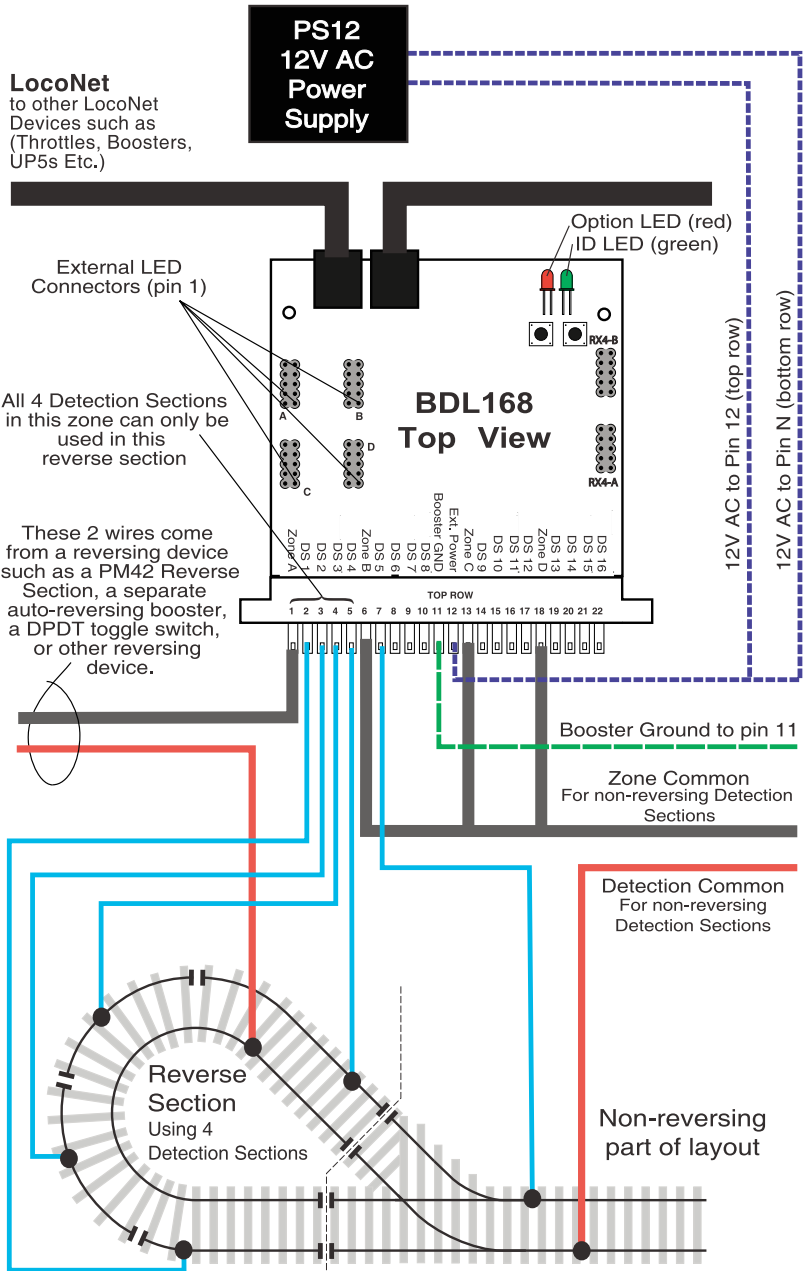 PS12
12V AC
Power
Supply
LocoNet
to other LocoNet
Devices such as
(Throttles, Boosters,
UP5s Etc.)
Option LED (red)
ID LED (green)
External LED
Connectors (pin 1)
RX4-B
A
B
BDL168
Top View
All 4 Detection Sections
in this zone can only be
used in this
reverse section
D
C
RX4-A
12V AC to Pin 12 (top row)
12V AC to Pin N (bottom row)
These 2 wires come
from a reversing device
such as a PM42 Reverse
Section, a separate
auto-reversing booster,
a DPDT toggle switch,
or other reversing
device.
Zone A
DS 1
DS 2
DS 3
DS 4
Zone B
DS 5
DS 6
DS 7
DS 8
Booster GND
Ext. Power
Zone C
DS 9
DS 10
DS 11
DS 12
Zone D
DS 13
DS 14
DS 15
DS 16
TOP ROW
1 2 3 4 5 6 7 8 9 10 11 12 13 14 15 16 17 18 19 20 21 22
Booster Ground to pin 11
Zone Common
For non-reversing Detection
Sections
Detection Common
For non-reversing
Detection Sections
Reverse
Section
Using 4
Detection Sections
Non-reversing
part of layout